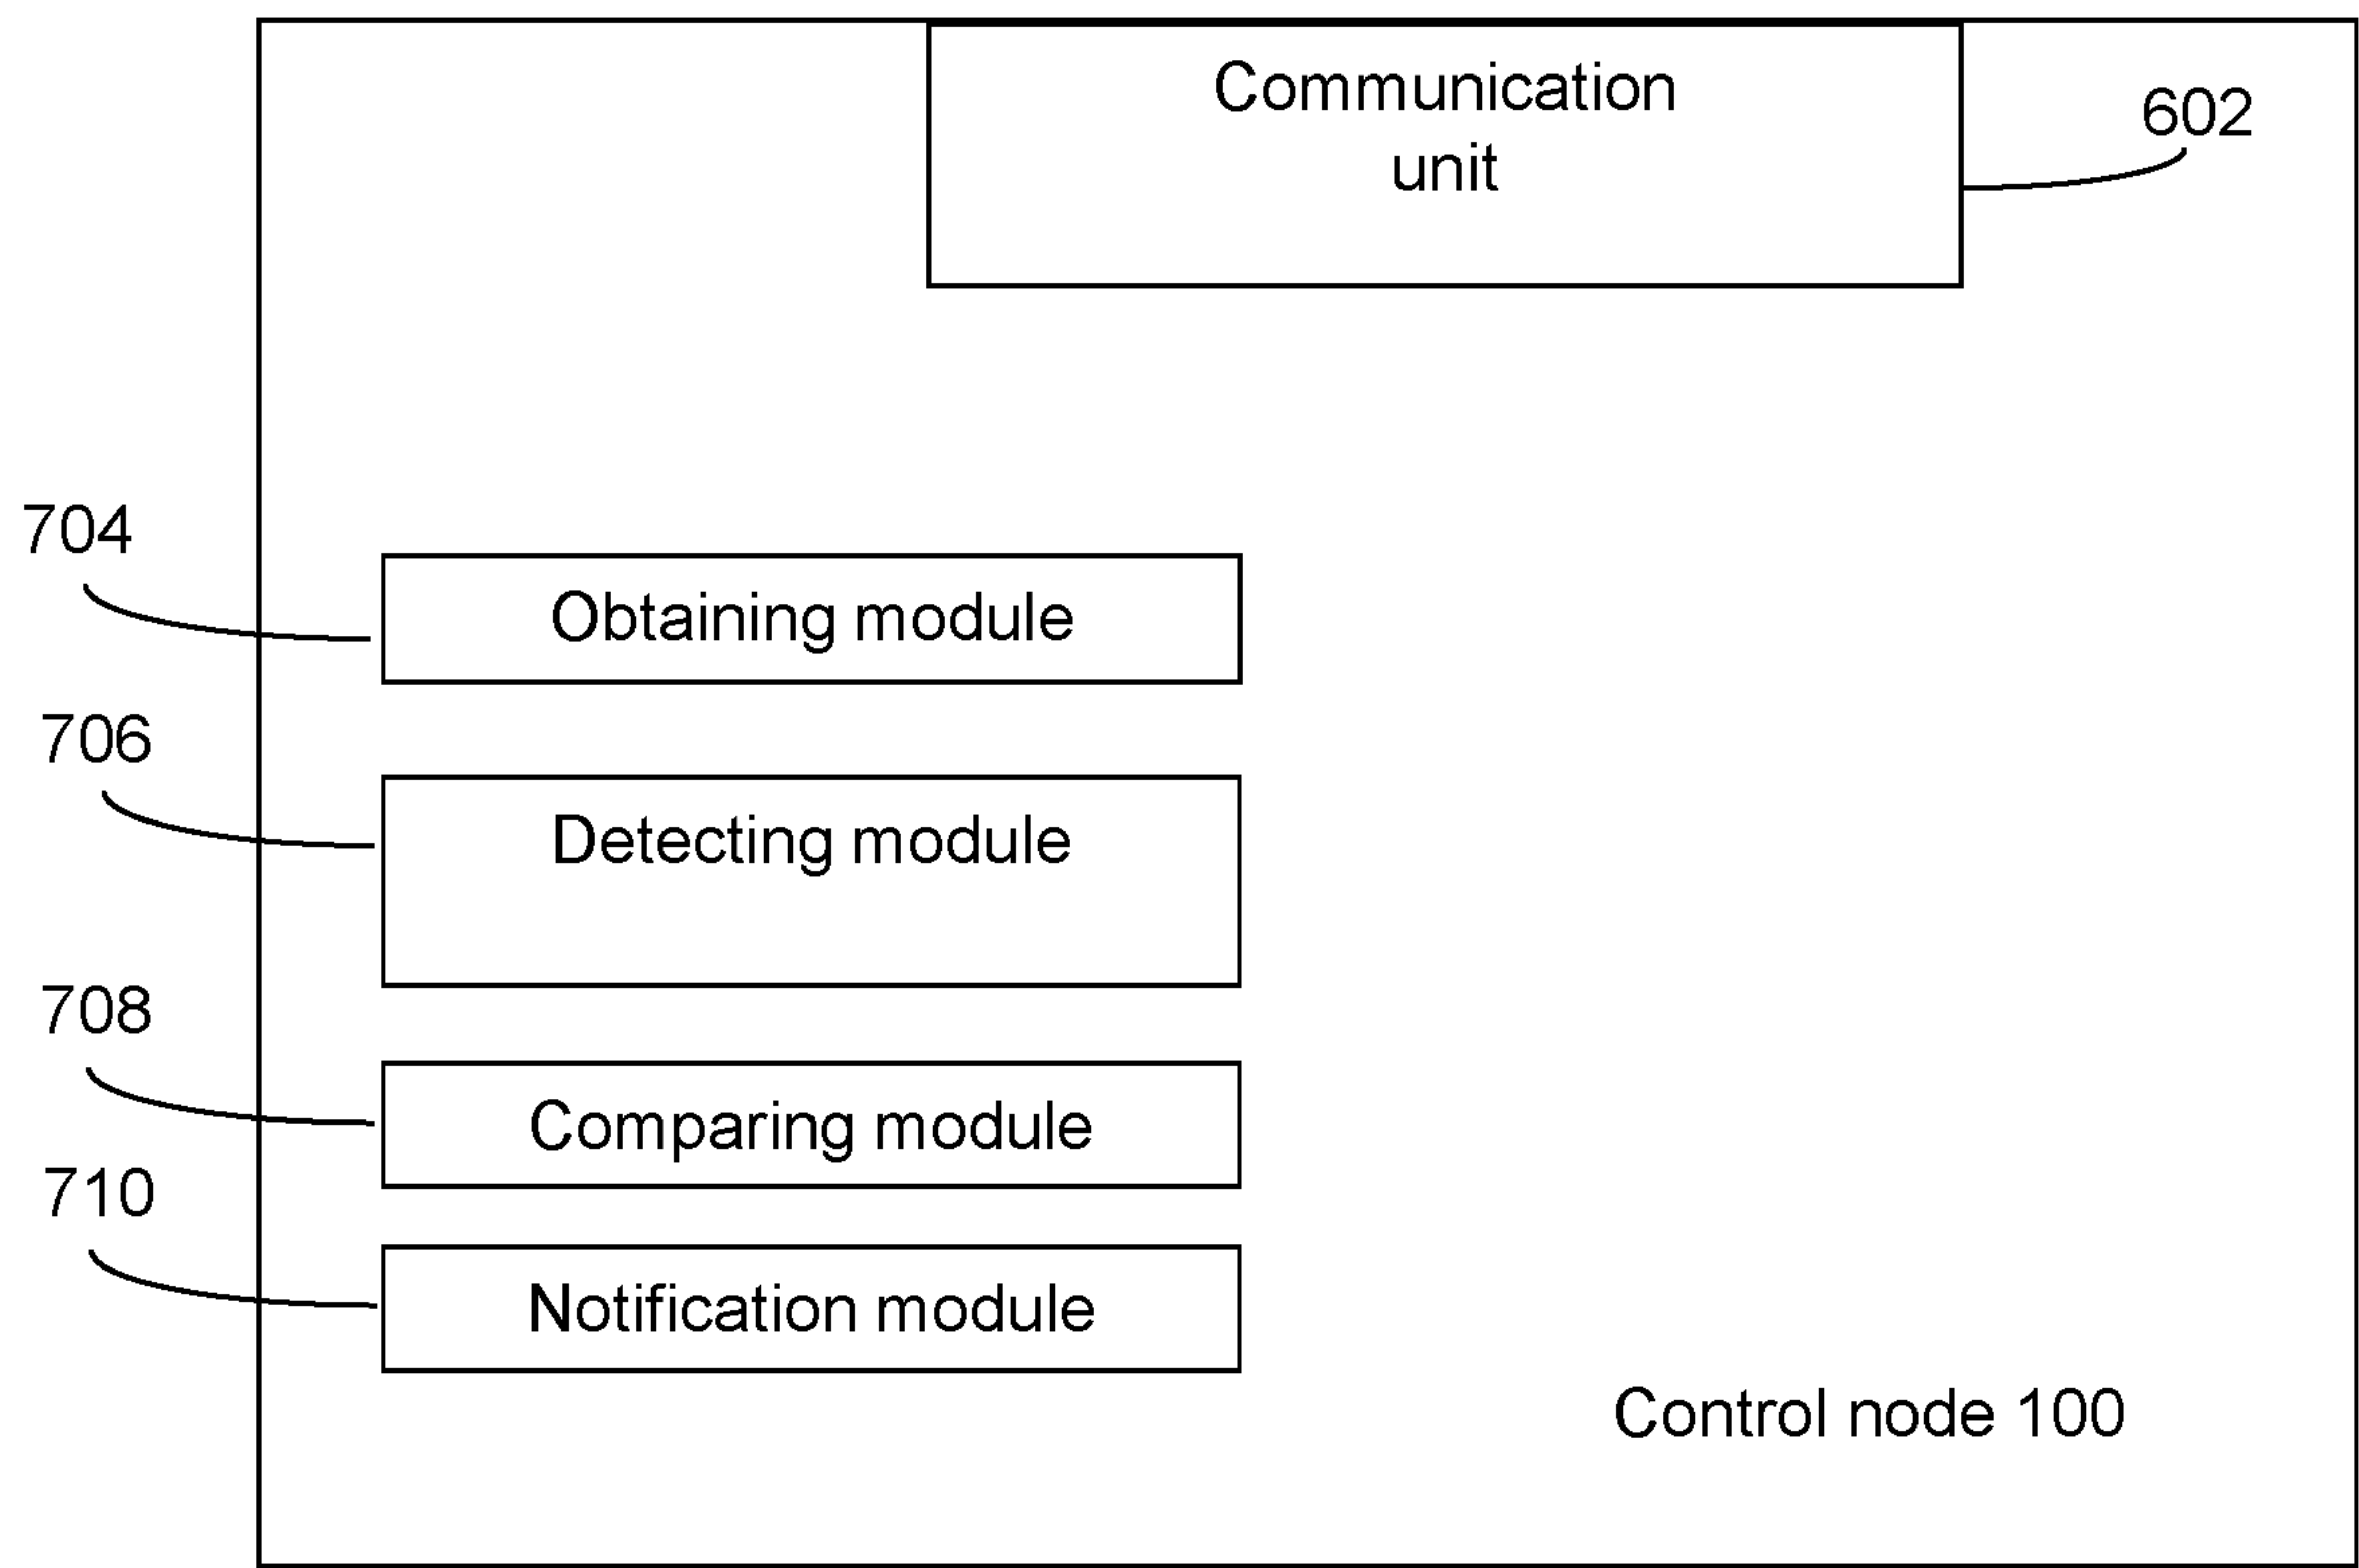 Communication
unit
602
704
Obtaining module
706
Detecting module
708
Comparing module
710
Notification module
Control node 100